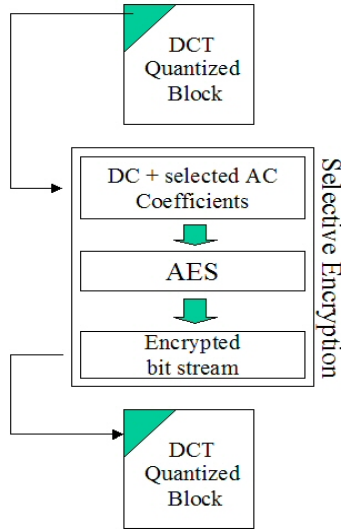 DCT
Quantized
Block
DC + selected AC
Coefficients
AES
Encrypted
bit stream
Selective Encryption
DCT
Quantized
Block